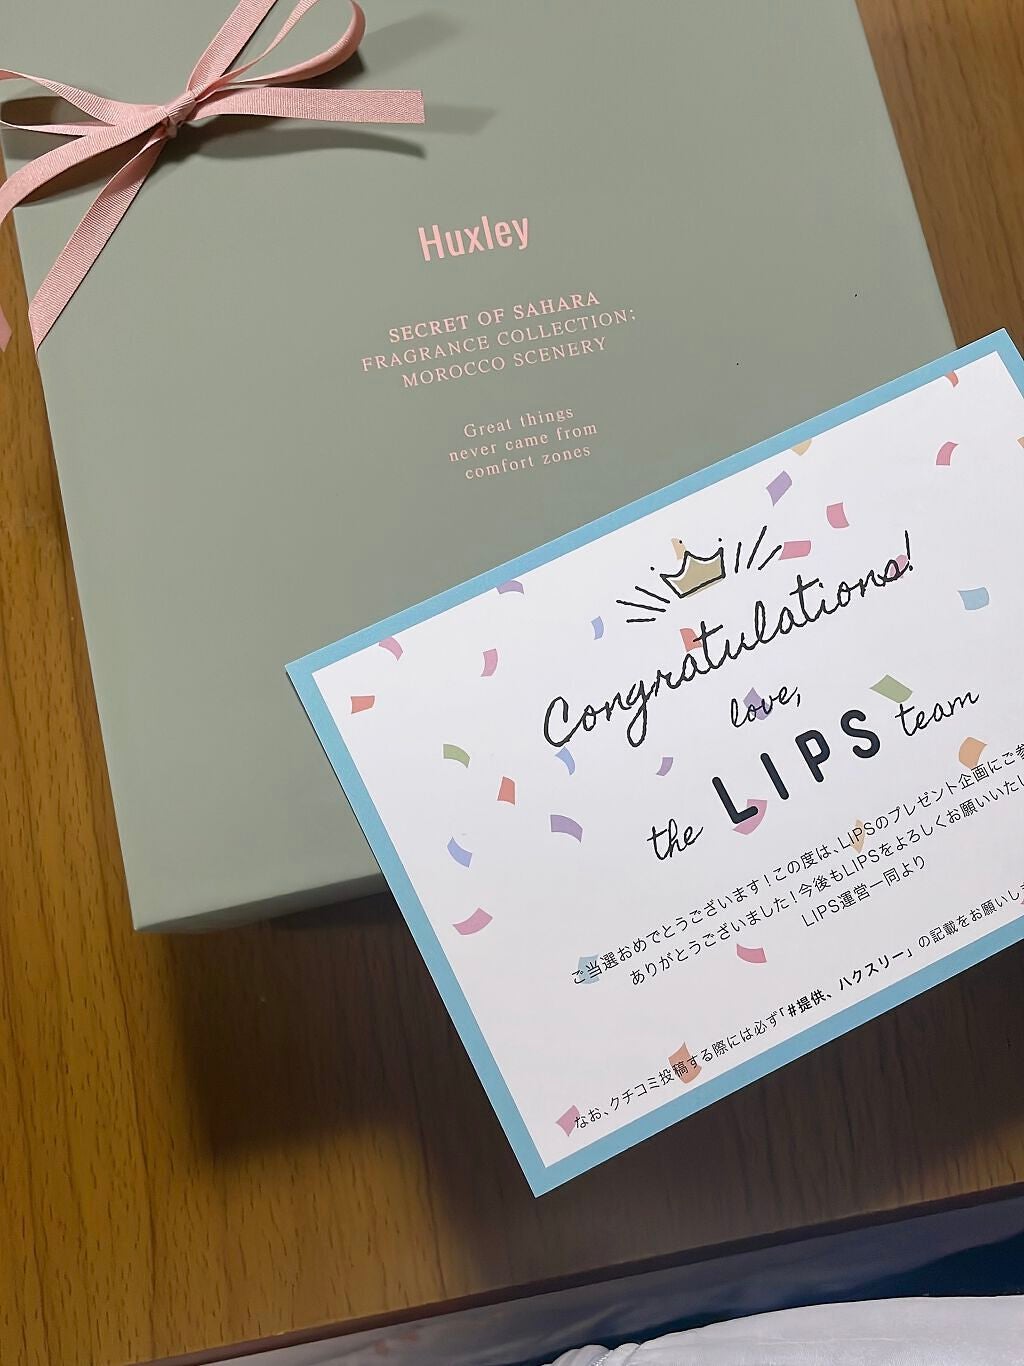 Huxley
SECRET OF SAHARA
FRAGRANCE COLLECTION;
MOROCCO SCENERY
Great things
never came from
comfort zones
Congratulations!
love,
the LIPS team
ご当選おめでとうございます！この度は、LIPSのプレゼント企画にご参
ありがとうございました！今後もLIPSをよろしくお願いいたし
LIPS運営一同より
なお、クチコミ投稿する際には必ず「#提供、ハクスリー」の記載をお願いしま